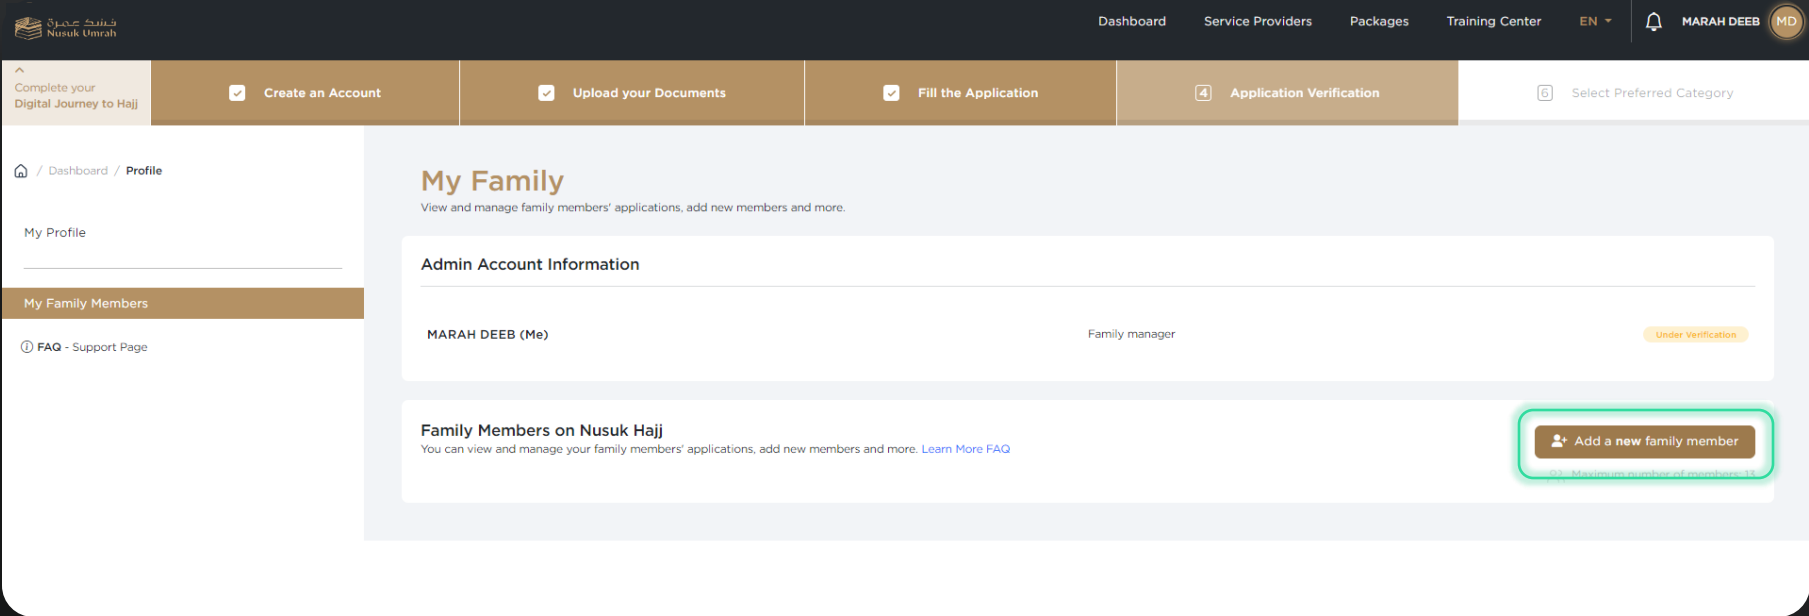 نسك عمرة
Nusuk Umrah
Dashboard
Service Providers
Packages
Training Center
EN
MARAH DEEB
MD
Complete your
Digital Journey to Hajj
Create an Account
Upload your Documents
Fill the Application
4 Application Verification
6 Select Preferred Category
/ Dashboard / Profile
My Profile
My Family Members
FAQ - Support Page
My Family
View and manage family members' applications, add new members and more.
Admin Account Information
MARAH DEEB (Me)
Family manager
Under Verification
Family Members on Nusuk Hajj
You can view and manage your family members' applications, add new members and more. Learn More FAQ
Add a new family member
Maximum number of members: 13